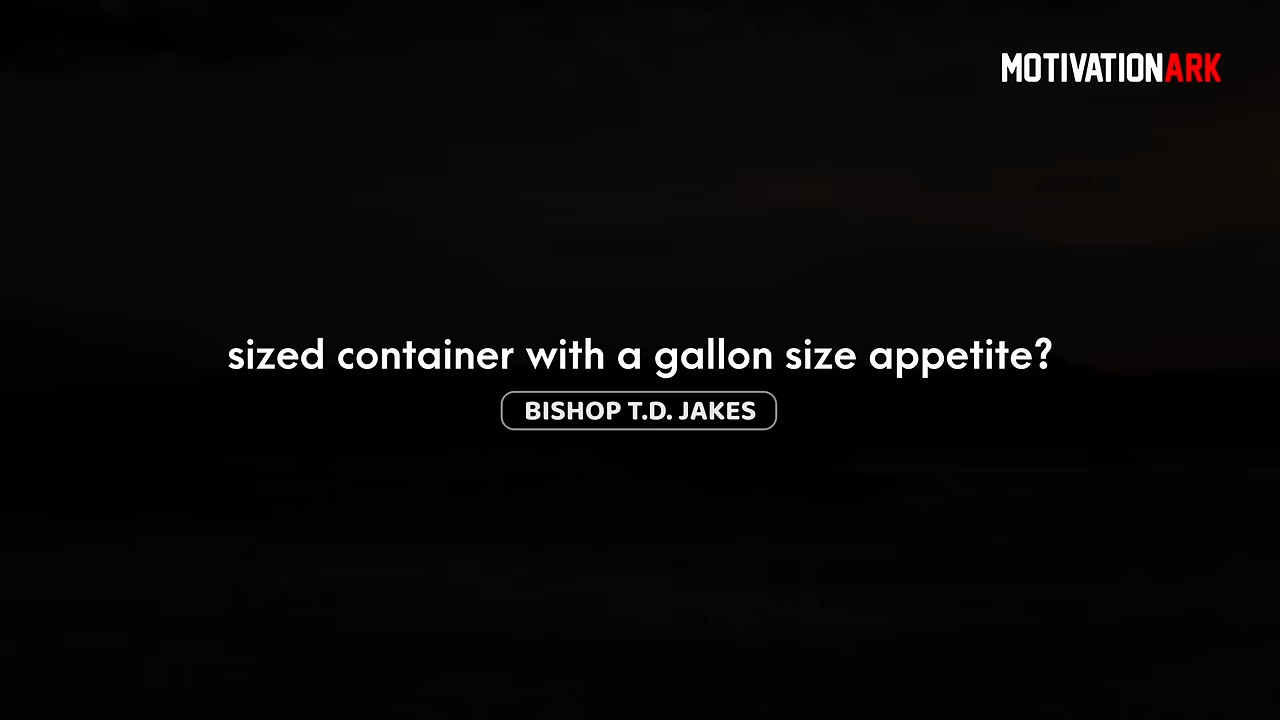 MOTIVATIONARK
sized container with a gallon size appetite?
BISHOP T.D. JAKES